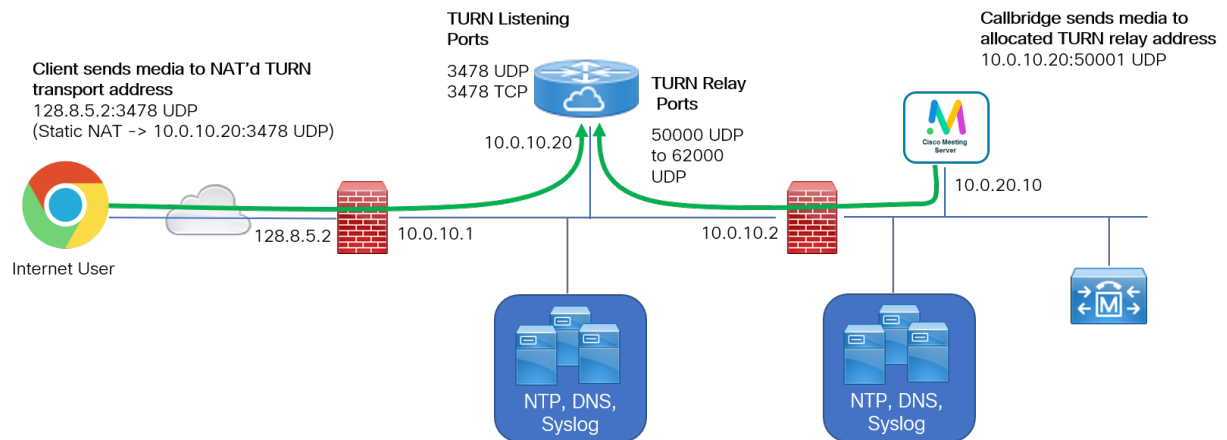 Client sends media to NAT'd TURN
transport address
128.8.5.2:3478 UDP
(Static NAT -> 10.0.10.20:3478 UDP)
TURN Listening
Ports
3478 UDP
3478 TCP
TURN Relay
Ports
50000 UDP
to 62000
UDP
Callbridge sends media to
allocated TURN relay address
10.0.10.20:50001 UDP
Cisco Meeting
Server
10.0.10.20
10.0.20.10
128.8.5.2
10.0.10.1
10.0.10.2
Internet User
M
NTP, DNS,
Syslog
NTP, DNS,
Syslog